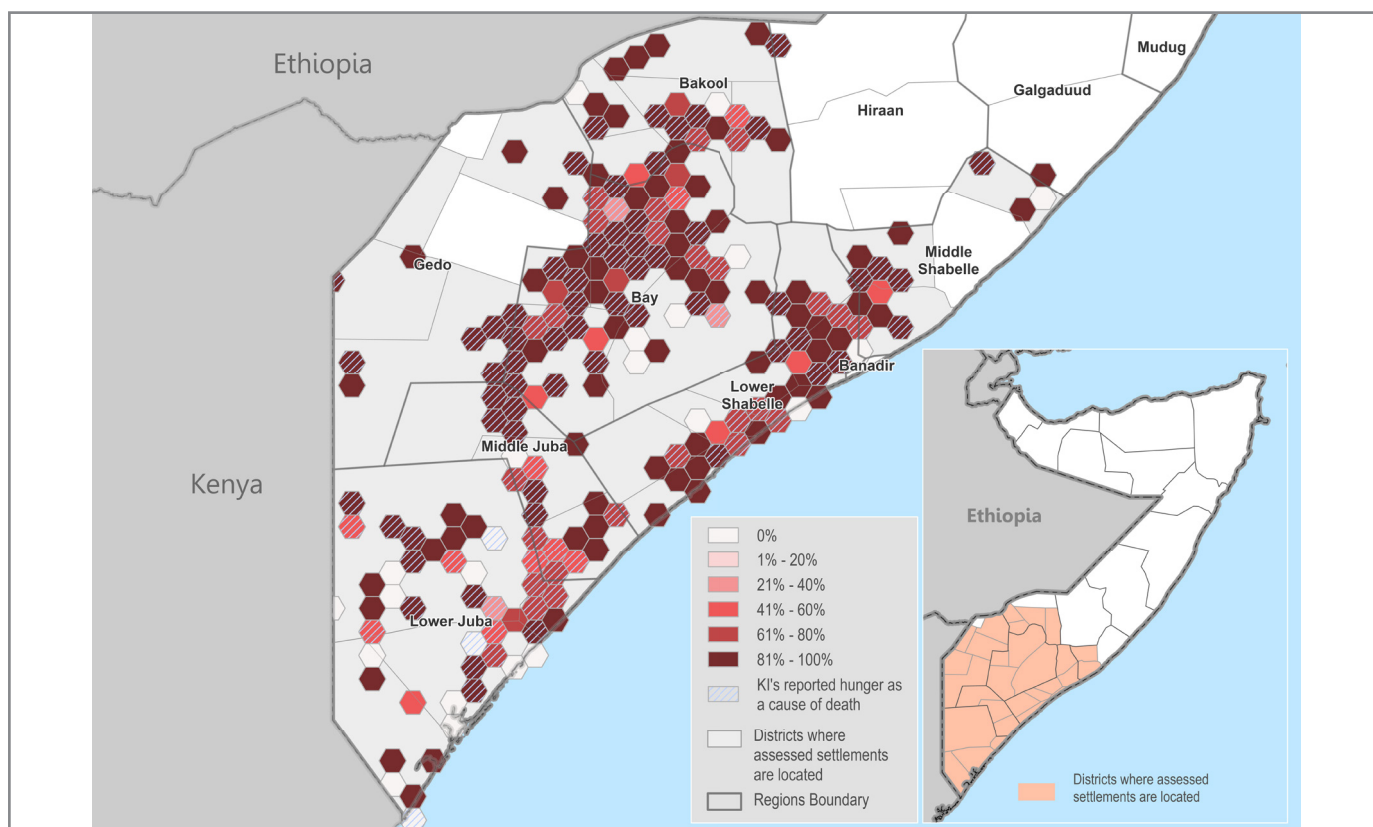 Ethiopia
Mudug
Bakool
Galgaduud
Hiraan
Middle
Shabelle
Gedo
Bay
Banadir
Lower
Shabelle
Middle Juba
Kenya
Lower Juba
0%
1% - 20%
21% - 40%
41% - 60%
61% - 80%
81% - 100%
KI's reported hunger as
a cause of death
Districts where
assessed settlements
are located
Regions Boundary
Ethiopia
Districts where assessed
settlements are located